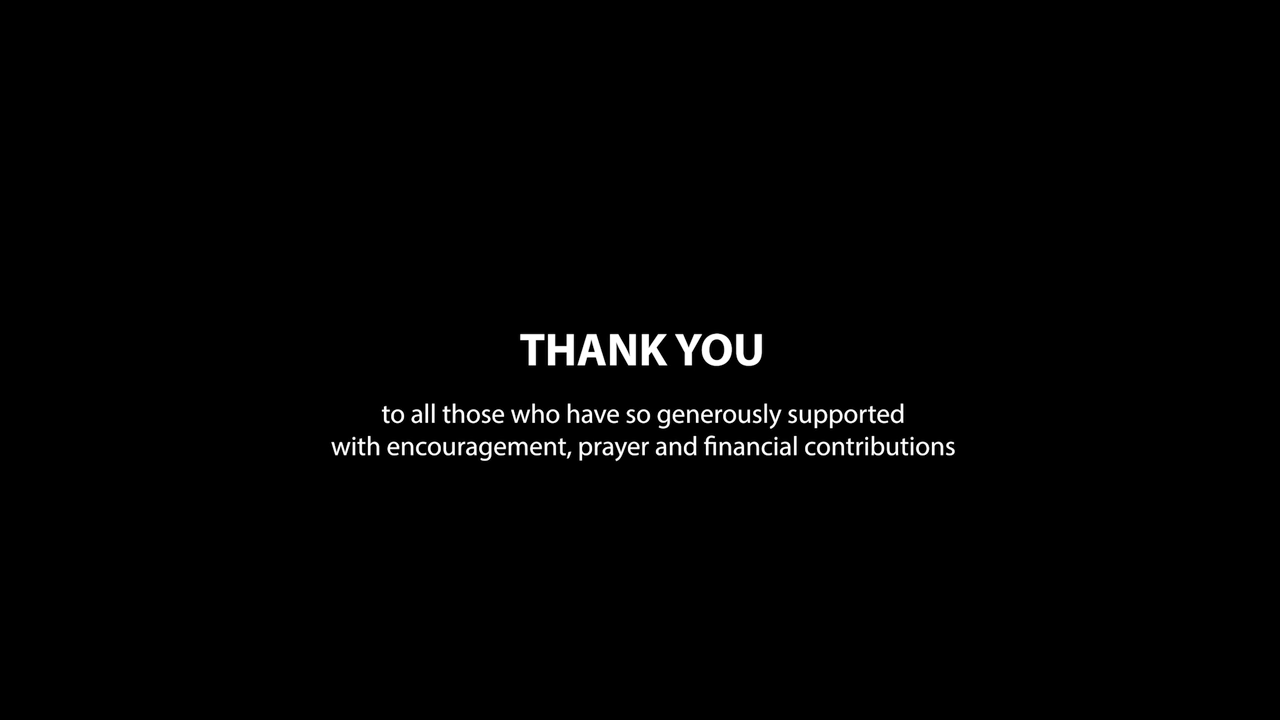 THANK YOU
to all those who have so generously supported
with encouragement, prayer and financial contributions